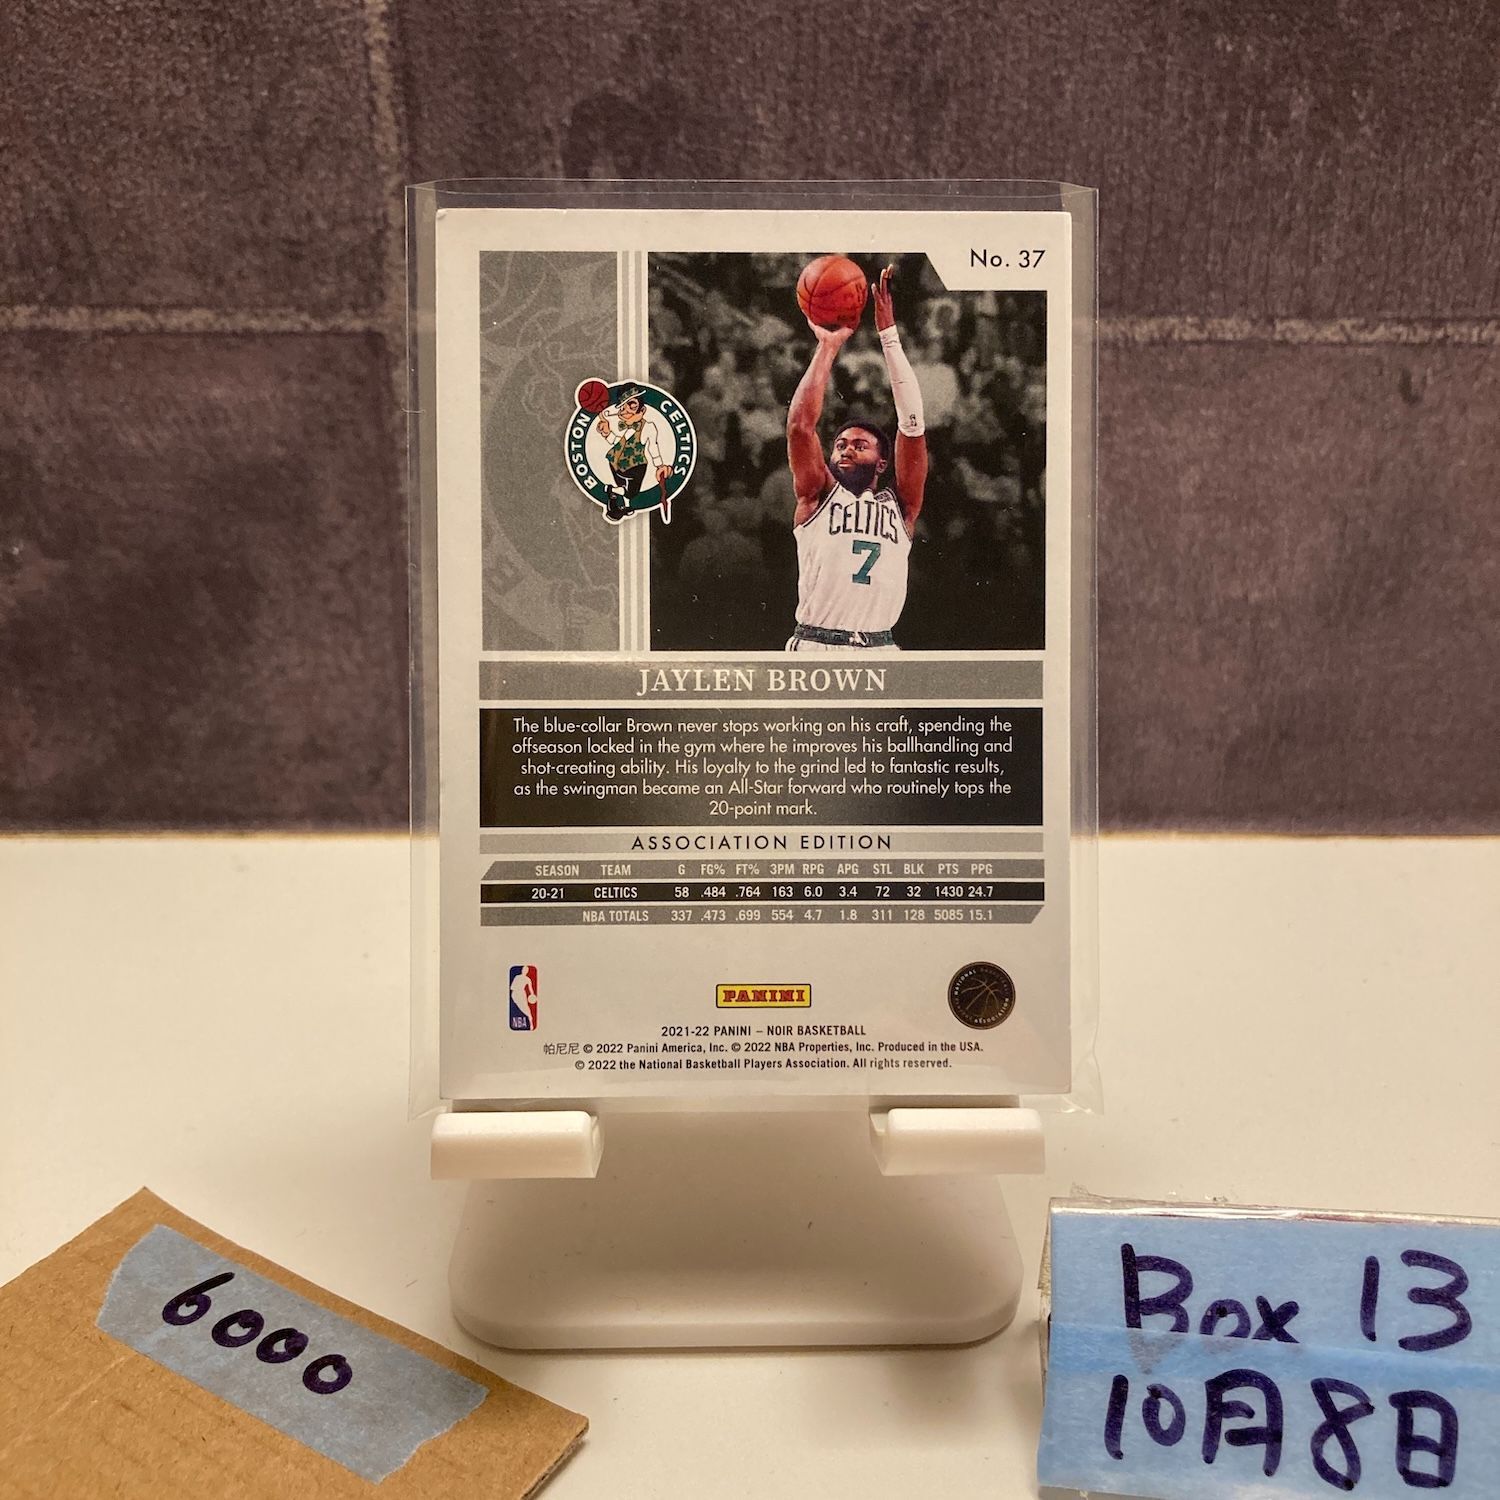 No. 37
BOSTON CELTICS
CELTICS
7
JAYLEN BROWN
The blue-collar Brown never stops working on his craft, spending the
offseason locked in the gym where he improves his ballhandling and
shot-creating ability. His loyalty to the grind led to fantastic results,
as the swingman became an All-Star forward who routinely tops the
20-point mark.
ASSOCIATION EDITION
SEASON TEAM G FG% FT% 3PM RPG APG STL BLK PTS PPG
20-21 CELTICS 58 .484 .764 163 6.0 3.4 72 32 1430 24.7
NBA TOTALS 337 .473 .699 554 4.7 1.8 311 128 5085 15.1
NBA
PANINI
NATIONAL BASKETBALL ASSOCIATION
2021-22 PANINI – NOIR BASKETBALL
帕尼尼 © 2022 Panini America, Inc. © 2022 NBA Properties, Inc. Produced in the USA.
© 2022 the National Basketball Players Association. All rights reserved.
6000
Box 13
10月8日